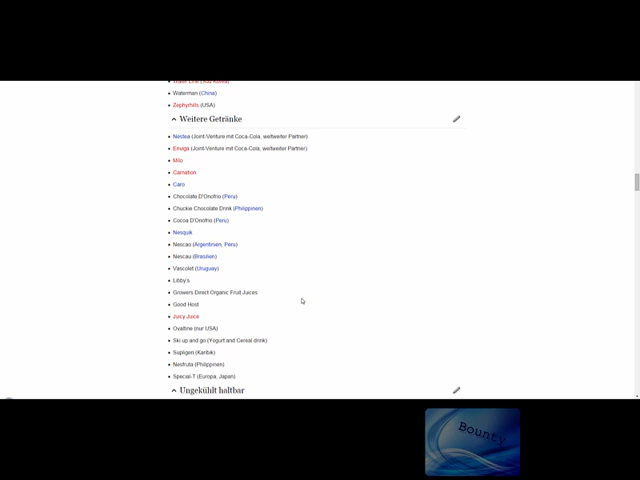 Waterman (China)
Zephyrhills (USA)
Weitere Getränke
Nestea (Joint-Venture mit Coca-Cola, weltweiter Partner)
Enviga (Joint-Venture mit Coca-Cola, weltweiter Partner)
Milo
Carnation
Caro
Chocolate D'Onofrio (Peru)
Chuckie Chocolate Drink (Philippinen)
Cocoa D'Onofrio (Peru)
Nesquik
Nescao (Argentinien, Peru)
Nescau (Brasilien)
Vascolet (Uruguay)
Libby's
Growers Direct Organic Fruit Juices
Good Host
Juicy Juice
Ovaltine (nur USA)
Ski up and go (Yogurt and Cereal drink)
Supligen (Karibik)
Nesfruta (Philippinen)
Special-T (Europa, Japan)
Ungekühlt haltbar
Bounty